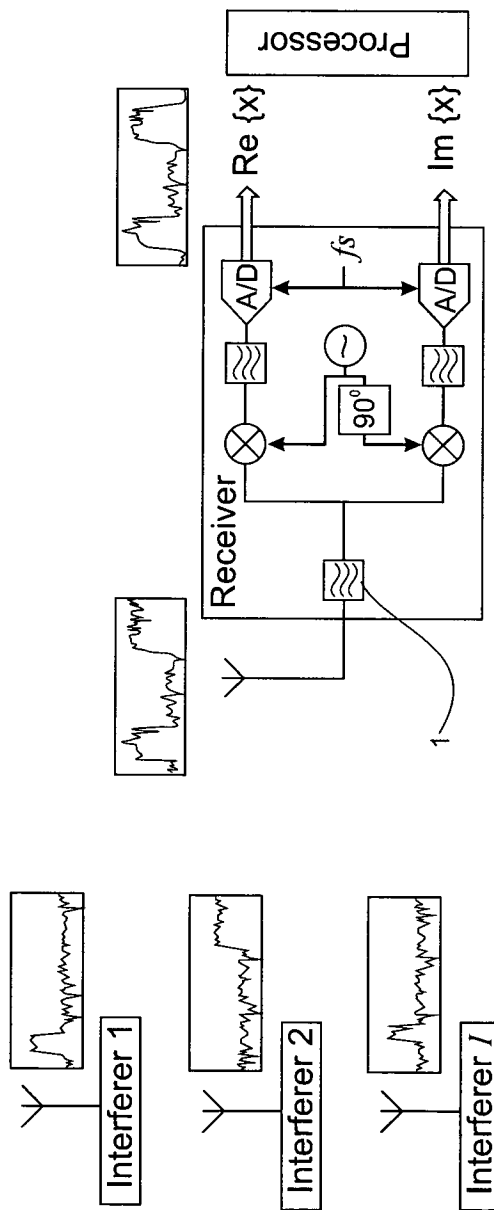 Interferer 1
Interferer 2
Interferer I
1
Receiver
90°
~
fs
A/D
A/D
Re {x}
Im {x}
Processor